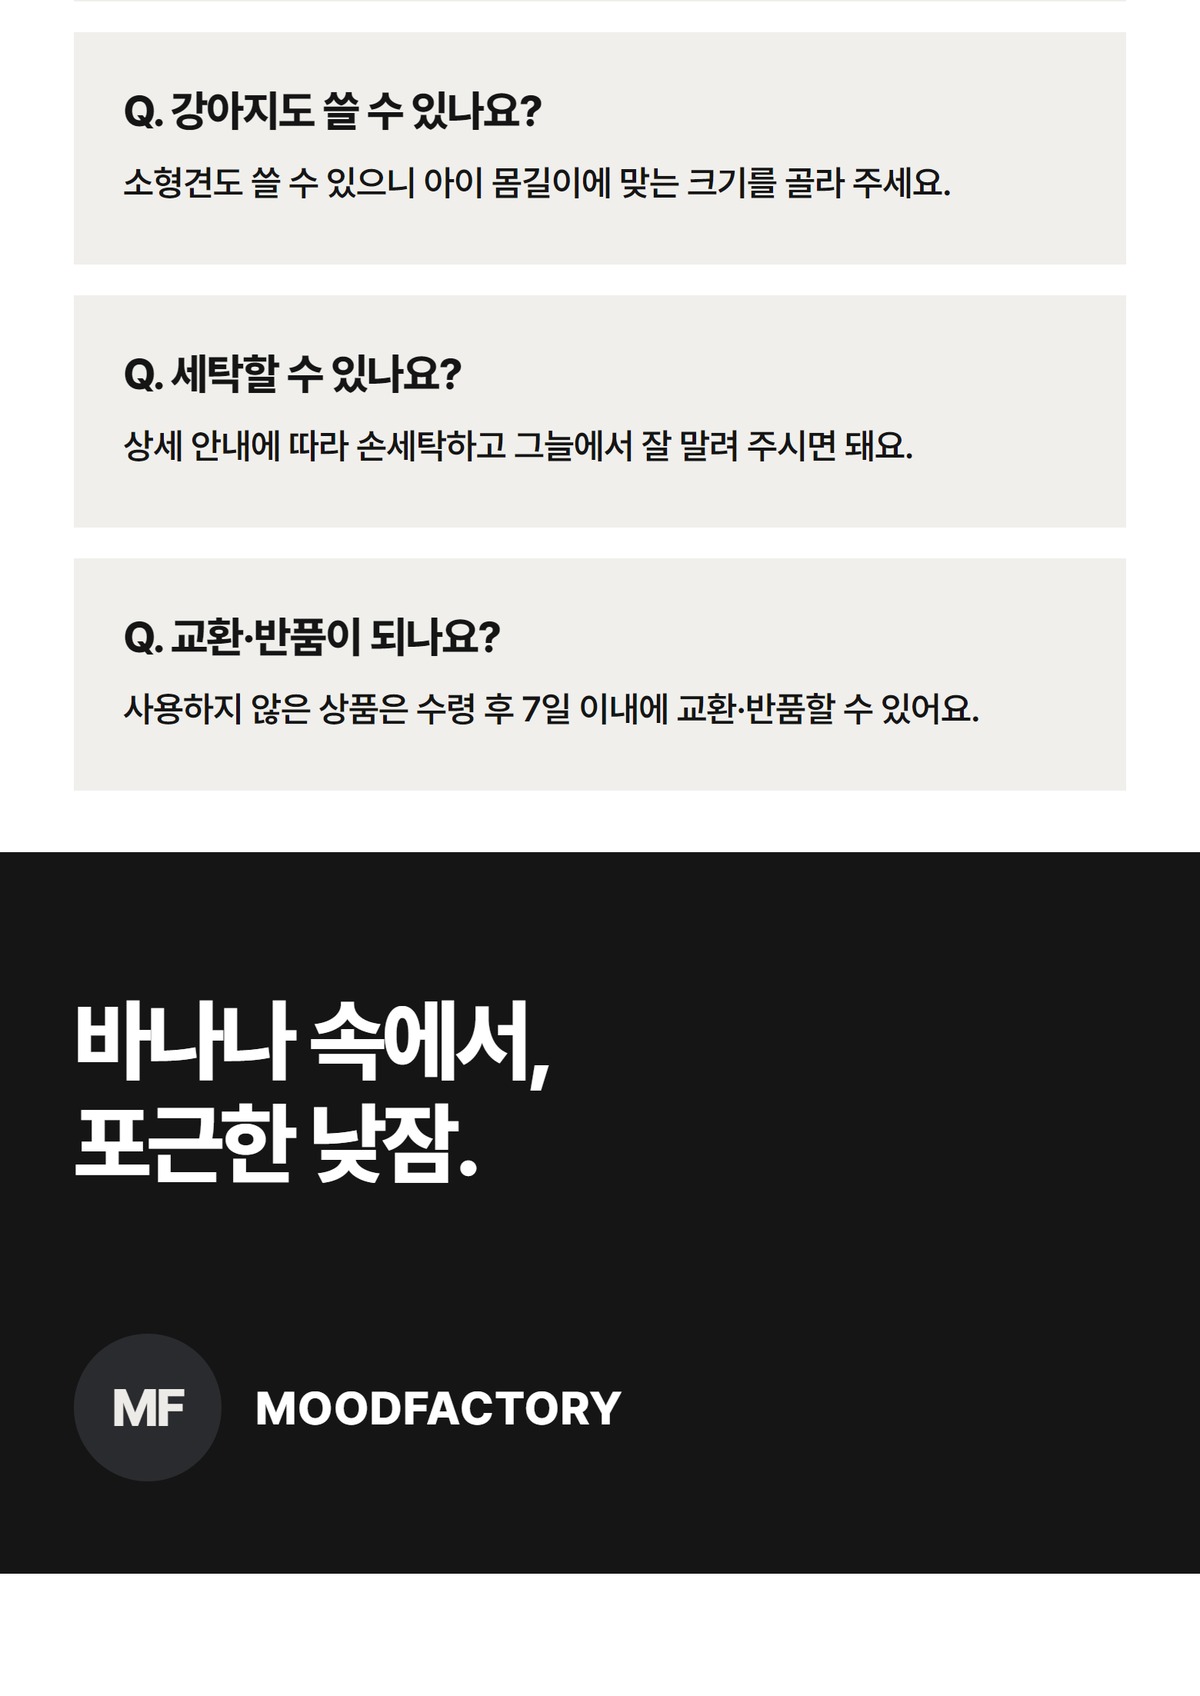 Q. 강아지도 쓸 수 있나요?
소형견도 쓸 수 있으니 아이 몸길이에 맞는 크기를 골라 주세요.
Q. 세탁할 수 있나요?
상세 안내에 따라 손세탁하고 그늘에서 잘 말려 주시면 돼요.
Q. 교환·반품이 되나요?
사용하지 않은 상품은 수령 후 7일 이내에 교환·반품할 수 있어요.
바나나 속에서,
포근한 낮잠.
MF
MOODFACTORY